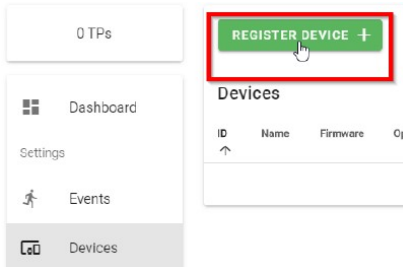 0 TPs
REGISTER DEVICE +
Dashboard
Settings
Events
Devices
Devices
ID Name Firmware